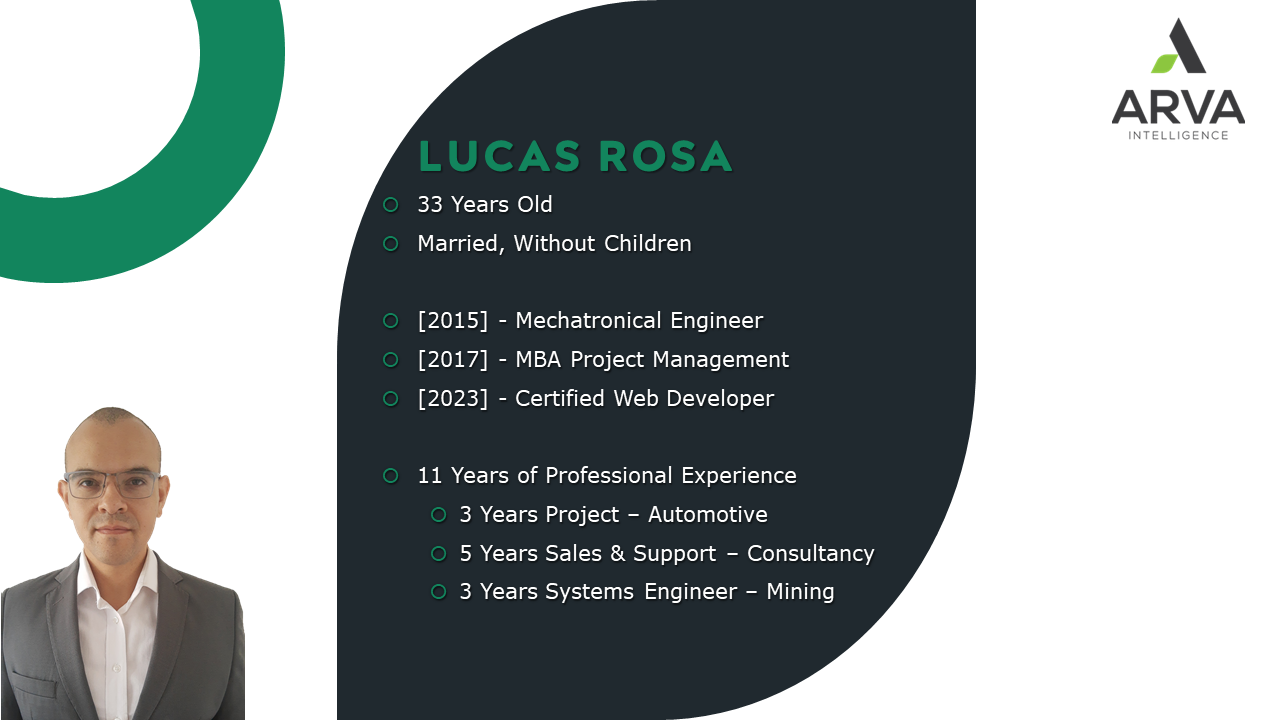 ARVA
INTELLIGENCE
LUCAS ROSA
33 Years Old
Married, Without Children
[2015] - Mechatronical Engineer
[2017] - MBA Project Management
[2023] - Certified Web Developer
11 Years of Professional Experience
3 Years Project – Automotive
5 Years Sales & Support – Consultancy
3 Years Systems Engineer – Mining